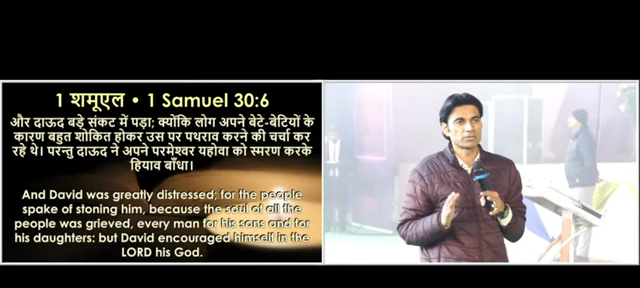 1 शमूएल • 1 Samuel 30:6
और दाऊद बड़े संकट में पड़ा; क्योंकि लोग अपने बेटे-बेटियों के
कारण बहुत शोकित होकर उस पर पथराव करने की चर्चा कर
रहे थे। परन्तु दाऊद ने अपने परमेश्वर यहोवा को स्मरण करके
हियाव बाँधा।
And David was greatly distressed; for the people
spake of stoning him, because the soul of all the
people was grieved, every man for his sons and for
his daughters: but David encouraged himself in the
LORD his God.